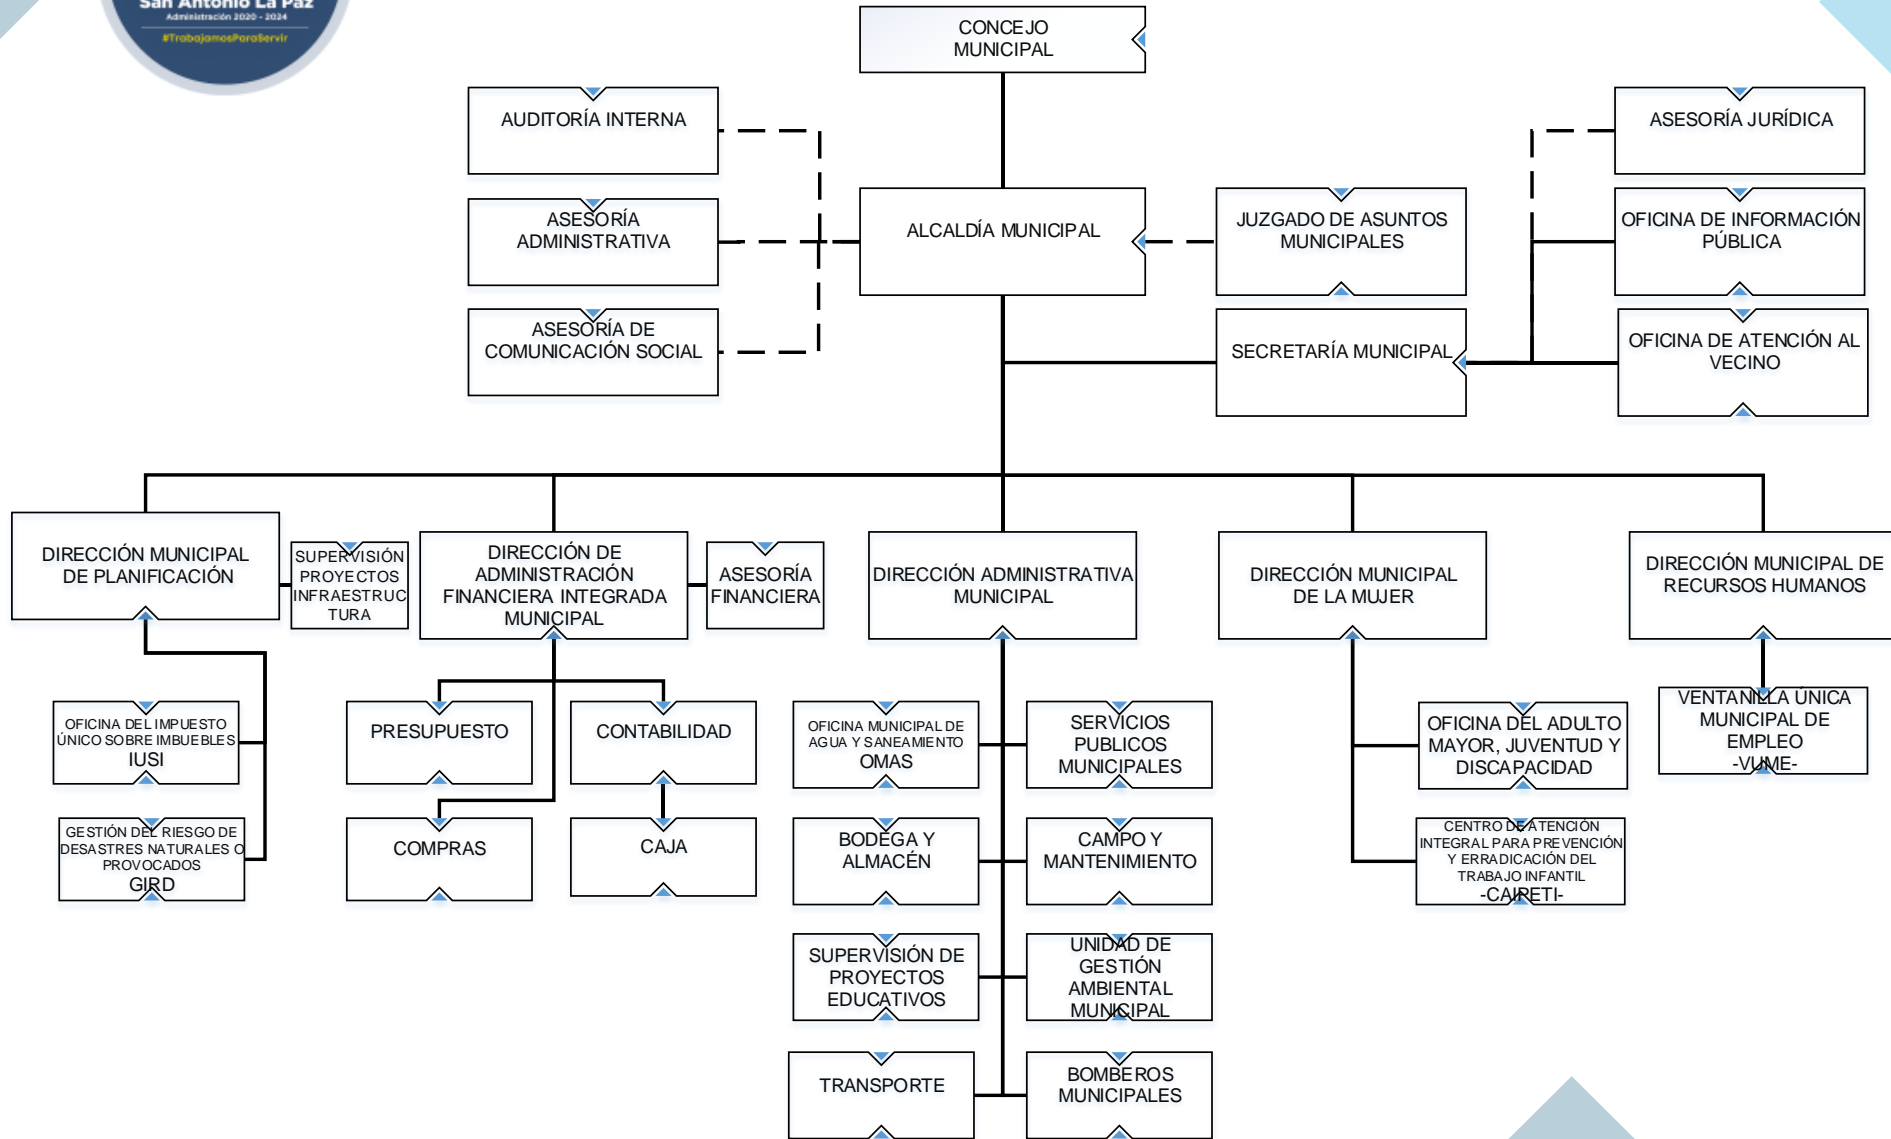 San Antonio La Paz
Administración 2020 - 2024
#TrabajamosParaServir
CONCEJO
MUNICIPAL
AUDITORÍA INTERNA
ASESORÍA JURÍDICA
ASESORÍA
ADMINISTRATIVA
ALCALDÍA MUNICIPAL
JUZGADO DE ASUNTOS
MUNICIPALES
OFICINA DE INFORMACIÓN
PÚBLICA
ASESORÍA DE
COMUNICACIÓN SOCIAL
SECRETARÍA MUNICIPAL
OFICINA DE ATENCIÓN AL
VECINO
DIRECCIÓN MUNICIPAL
DE PLANIFICACIÓN
SUPERVISIÓN
PROYECTOS
INFRAESTRUC
TURA
DIRECCIÓN DE
ADMINISTRACIÓN
FINANCIERA INTEGRADA
MUNICIPAL
ASESORÍA
FINANCIERA
DIRECCIÓN ADMINISTRATIVA
MUNICIPAL
DIRECCIÓN MUNICIPAL
DE LA MUJER
DIRECCIÓN MUNICIPAL DE
RECURSOS HUMANOS
OFICINA DEL IMPUESTO
ÚNICO SOBRE IMBUEBLES
IUSI
PRESUPUESTO
CONTABILIDAD
OFICINA MUNICIPAL DE
AGUA Y SANEAMIENTO
OMAS
SERVICIOS
PUBLICOS
MUNICIPALES
OFICINA DEL ADULTO
MAYOR, JUVENTUD Y
DISCAPACIDAD
VENTANILLA ÚNICA
MUNICIPAL DE
EMPLEO
-VUME-
GESTIÓN DEL RIESGO DE
DESASTRES NATURALES O
PROVOCADOS
GIRD
COMPRAS
CAJA
BODEGA Y
ALMACÉN
CAMPO Y
MANTENIMIENTO
CENTRO DE ATENCIÓN
INTEGRAL PARA PREVENCIÓN
Y ERRADICACIÓN DEL
TRABAJO INFANTIL
-CAIPETI-
SUPERVISIÓN DE
PROYECTOS
EDUCATIVOS
UNIDAD DE
GESTIÓN
AMBIENTAL
MUNICIPAL
TRANSPORTE
BOMBEROS
MUNICIPALES